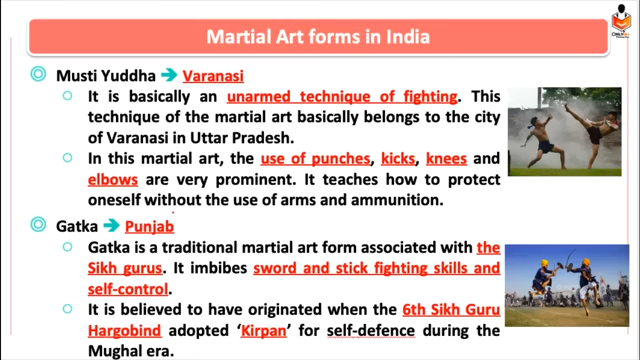 Martial Art forms in India
Musti Yuddha → Varanasi
It is basically an unarmed technique of fighting. This
technique of the martial art basically belongs to the city
of Varanasi in Uttar Pradesh.
In this martial art, the use of punches, kicks, knees and
elbows are very prominent. It teaches how to protect
oneself without the use of arms and ammunition.
Gatka → Punjab
Gatka is a traditional martial art form associated with the
Sikh gurus. It imbibes sword and stick fighting skills and
self-control.
It is believed to have originated when the 6th Sikh Guru
Hargobind adopted ‘Kirpan’ for self-defence during the
Mughal era.